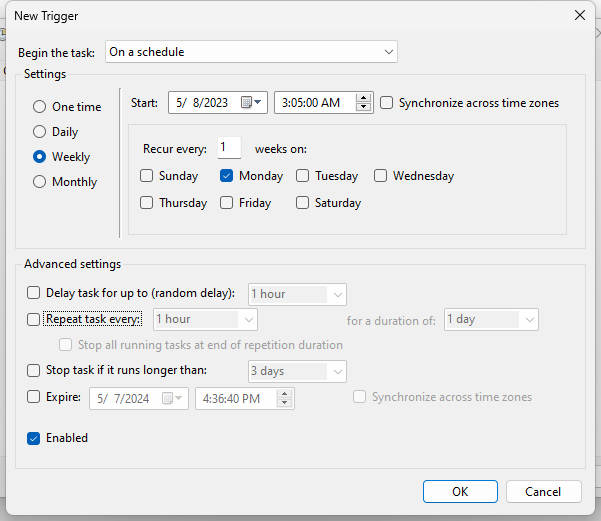 New Trigger
Begin the task: On a schedule
Settings
One time
Daily
Weekly
Monthly
Start: 5/ 8/2023 3:05:00 AM Synchronize across time zones
Recur every: 1 weeks on:
Sunday Monday Tuesday Wednesday
Thursday Friday Saturday
Advanced settings
Delay task for up to (random delay): 1 hour
Repeat task every: 1 hour for a duration of: 1 day
Stop all running tasks at end of repetition duration
Stop task if it runs longer than: 3 days
Expire: 5/ 7/2024 4:36:40 PM Synchronize across time zones
Enabled
OK Cancel